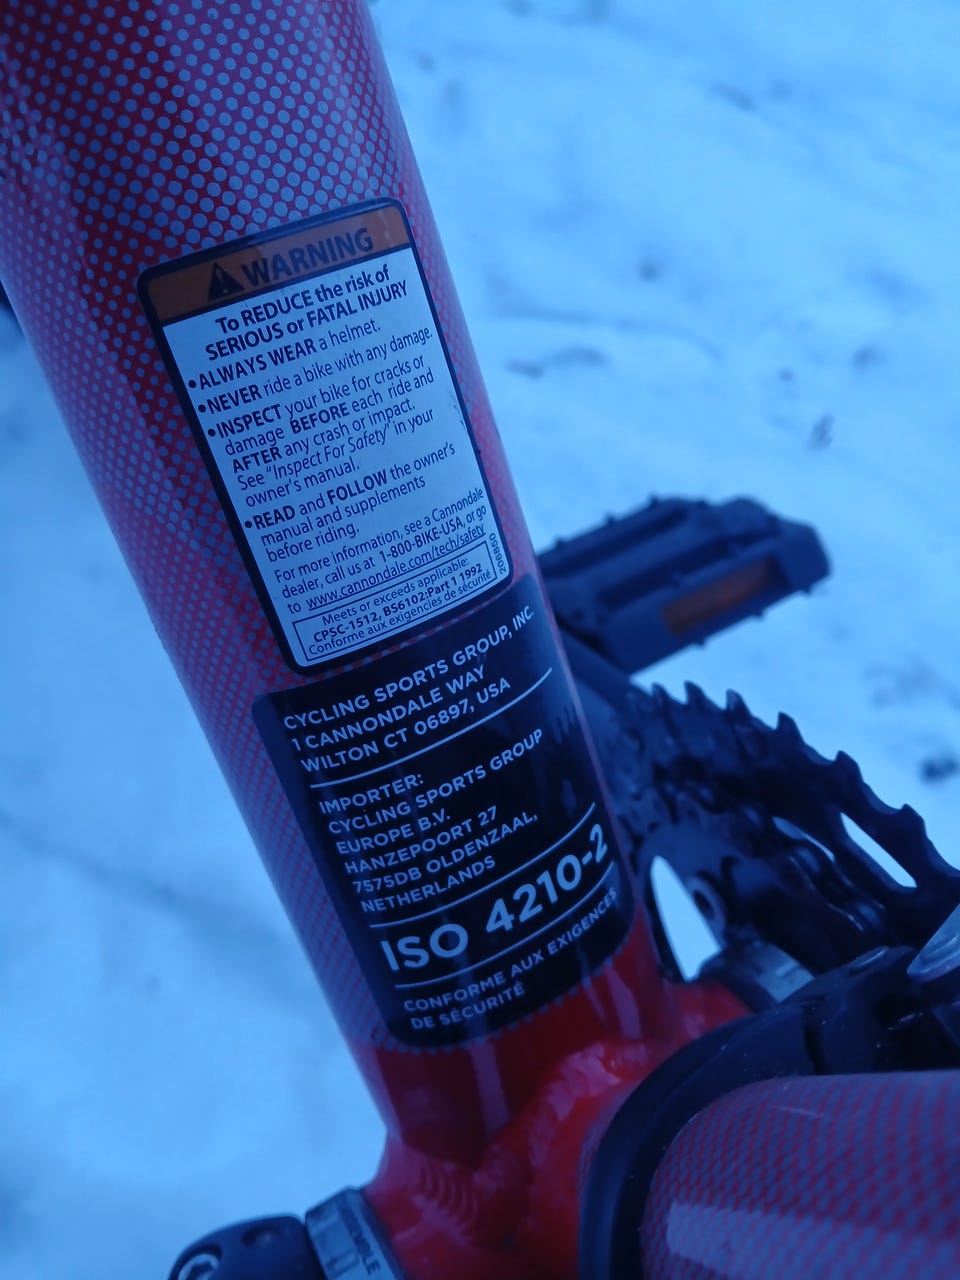 WARNING
To REDUCE the risk of
SERIOUS or FATAL INJURY
•ALWAYS WEAR a helmet.
•NEVER ride a bike with any damage.
•INSPECT your bike for cracks or
damage BEFORE each ride and
AFTER any crash or impact.
See "Inspect For Safety" in your
owner's manual.
•READ and FOLLOW the owner's
manual and supplements
before riding.
For more information, see a Cannondale
dealer, call us at 1-800-BIKE-USA, or go
to www.cannondale.com/tech/safety
Meets or exceeds applicable:
CPSC-1512, BS6102:Part 1 1992
Conforme aux exigencies de sécurité
206850
CYCLING SPORTS GROUP, INC.
1 CANNONDALE WAY
WILTON CT 06897, USA
IMPORTER:
CYCLING SPORTS GROUP
EUROPE B.V.
HANZEPOORT 27
7575DB OLDENZAAL,
NETHERLANDS
ISO 4210-2
CONFORME AUX EXIGENCES
DE SÉCURITÉ